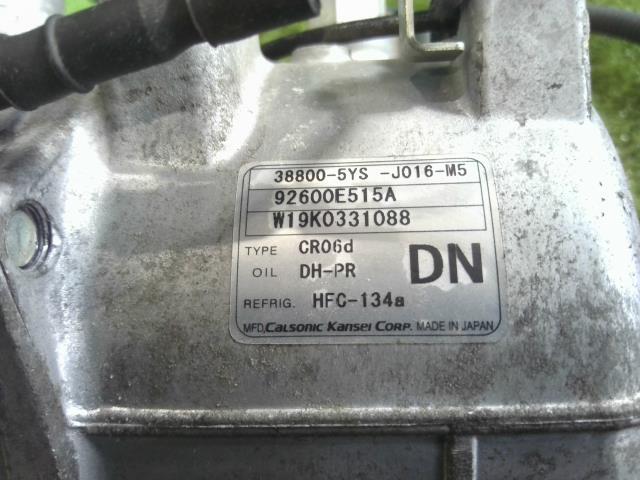 38800-5YS -J016-M5
92600E515A
W19K0331088
TYPE CR06d
OIL DH-PR
DN
REFRIG. HFC-134a
MFD. CALSONIC KANSEI CORP. MADE IN JAPAN